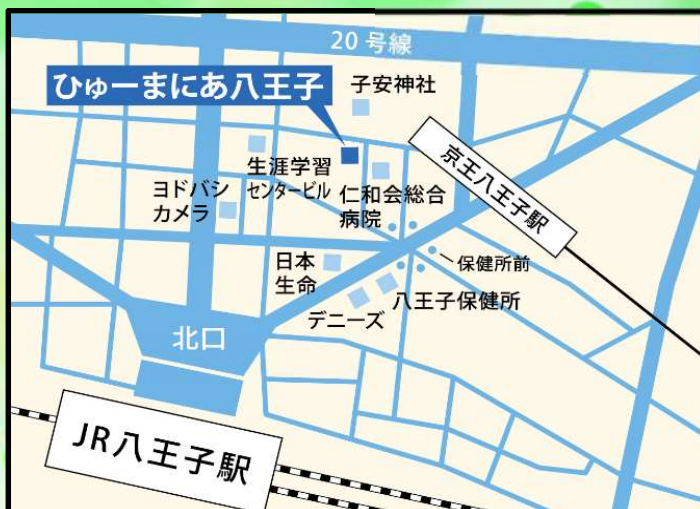 20号線
ひゅーまにあ八王子
子安神社
京王八王子駅
生涯学習
センタービル
仁和会総合
病院
ヨドバシ
カメラ
保健所前
日本
生命
八王子保健所
デニーズ
北口
JR八王子駅